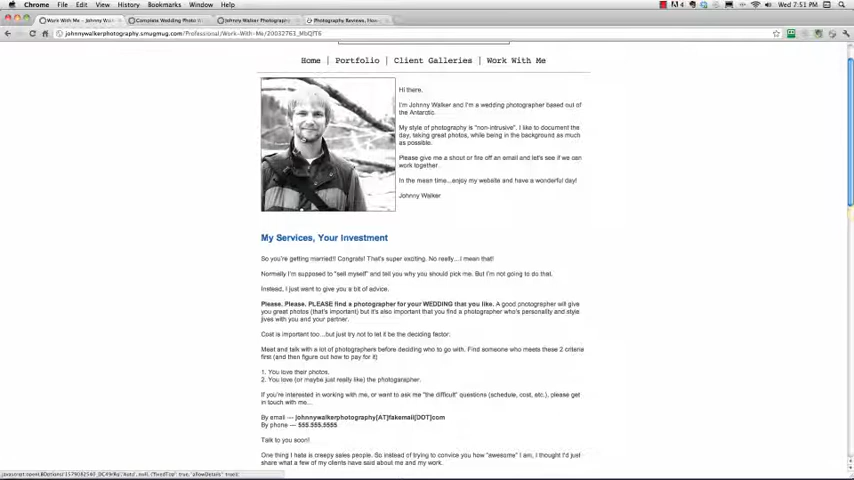 Chrome File Edit View History Bookmarks Window Help
Wed 7:51 PM
Work With Me – Johnny Wal
Complete Wedding Photo W
Johnny Walker Photography
Photography Reviews, How
johnnywalkerphotography.smugmug.com/Professional/Work-With-Me/20032763_MbQfT6
Home | Portfolio | Client Galleries | Work With Me
Hi there,
I'm Johnny Walker and I'm a wedding photographer based out of
the Antarctic.
My style of photography is "non-intrusive". I like to document the
day, taking great photos, while being in the background as much
as possible.
Please give me a shout or fire off an email and let's see if we can
work together
In the mean time...enjoy my website and have a wonderful day!
Johnny Walker
My Services, Your Investment
So you're getting married!! Congrats! That's super exciting. No really...I mean that!
Normally I'm supposed to "sell myself" and tell you why you should pick me. But I'm not going to do that.
Instead, I just want to give you a bit of advice.
Please. Please. PLEASE find a photographer for your WEDDING that you like. A good photographer will give
you great photos (that's important) but it's also important that you find a photographer who's personality and style
jives with you and your partner.
Cost is important too...but just try not to let it be the deciding factor.
Meet and talk with a lot of photographers before deciding who to go with. Find someone who meets these 2 criteria
first (and then figure out how to pay for it)
1. You love their photos.
2. You love (or maybe just really like) the photographer.
If you're interested in working with me, or want to ask me "the difficult" questions (schedule, cost, etc.), please get
in touch with me...
By email --- johnnywalkerphotography[AT]fakemail[DOT]com
By phone --- 555.555.5555
Talk to you soon!
One thing I hate is creepy sales people. So instead of trying to convice you how "awesome" I am, I thought I'd just
share what a few of my clients have said about me and my work.